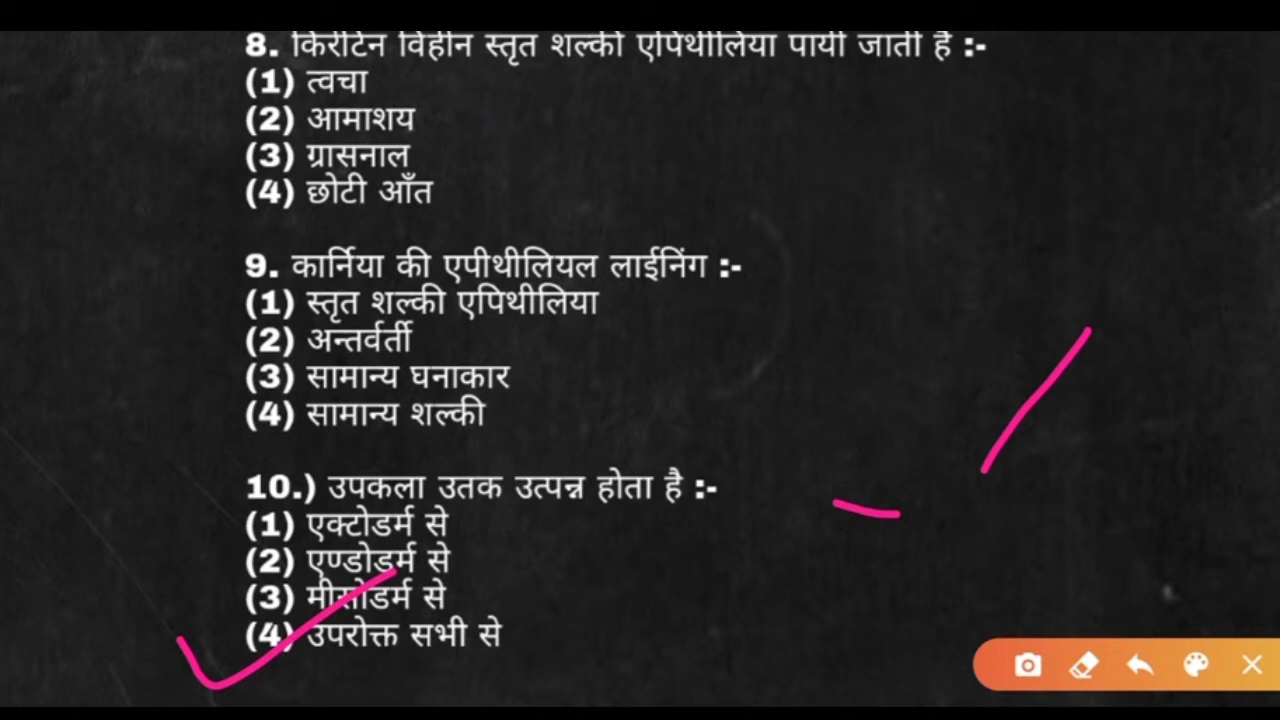 8. किरीटिन विहीन स्तृत शल्की एपिथीलिया पायी जाती है :-
(1) त्वचा
(2) आमाशय
(3) ग्रासनाल
(4) छोटी आँत
9. कार्निया की एपीथीलियल लाईनिंग :-
(1) स्तृत शल्की एपिथीलिया
(2) अन्तर्वर्ती
(3) सामान्य घनाकार
(4) सामान्य शल्की
10.) उपकला उतक उत्पन्न होता है :-
(1) एक्टोडर्म से
(2) एण्डोडर्म से
(3) मीसोडर्म से
(4) उपरोक्त सभी से